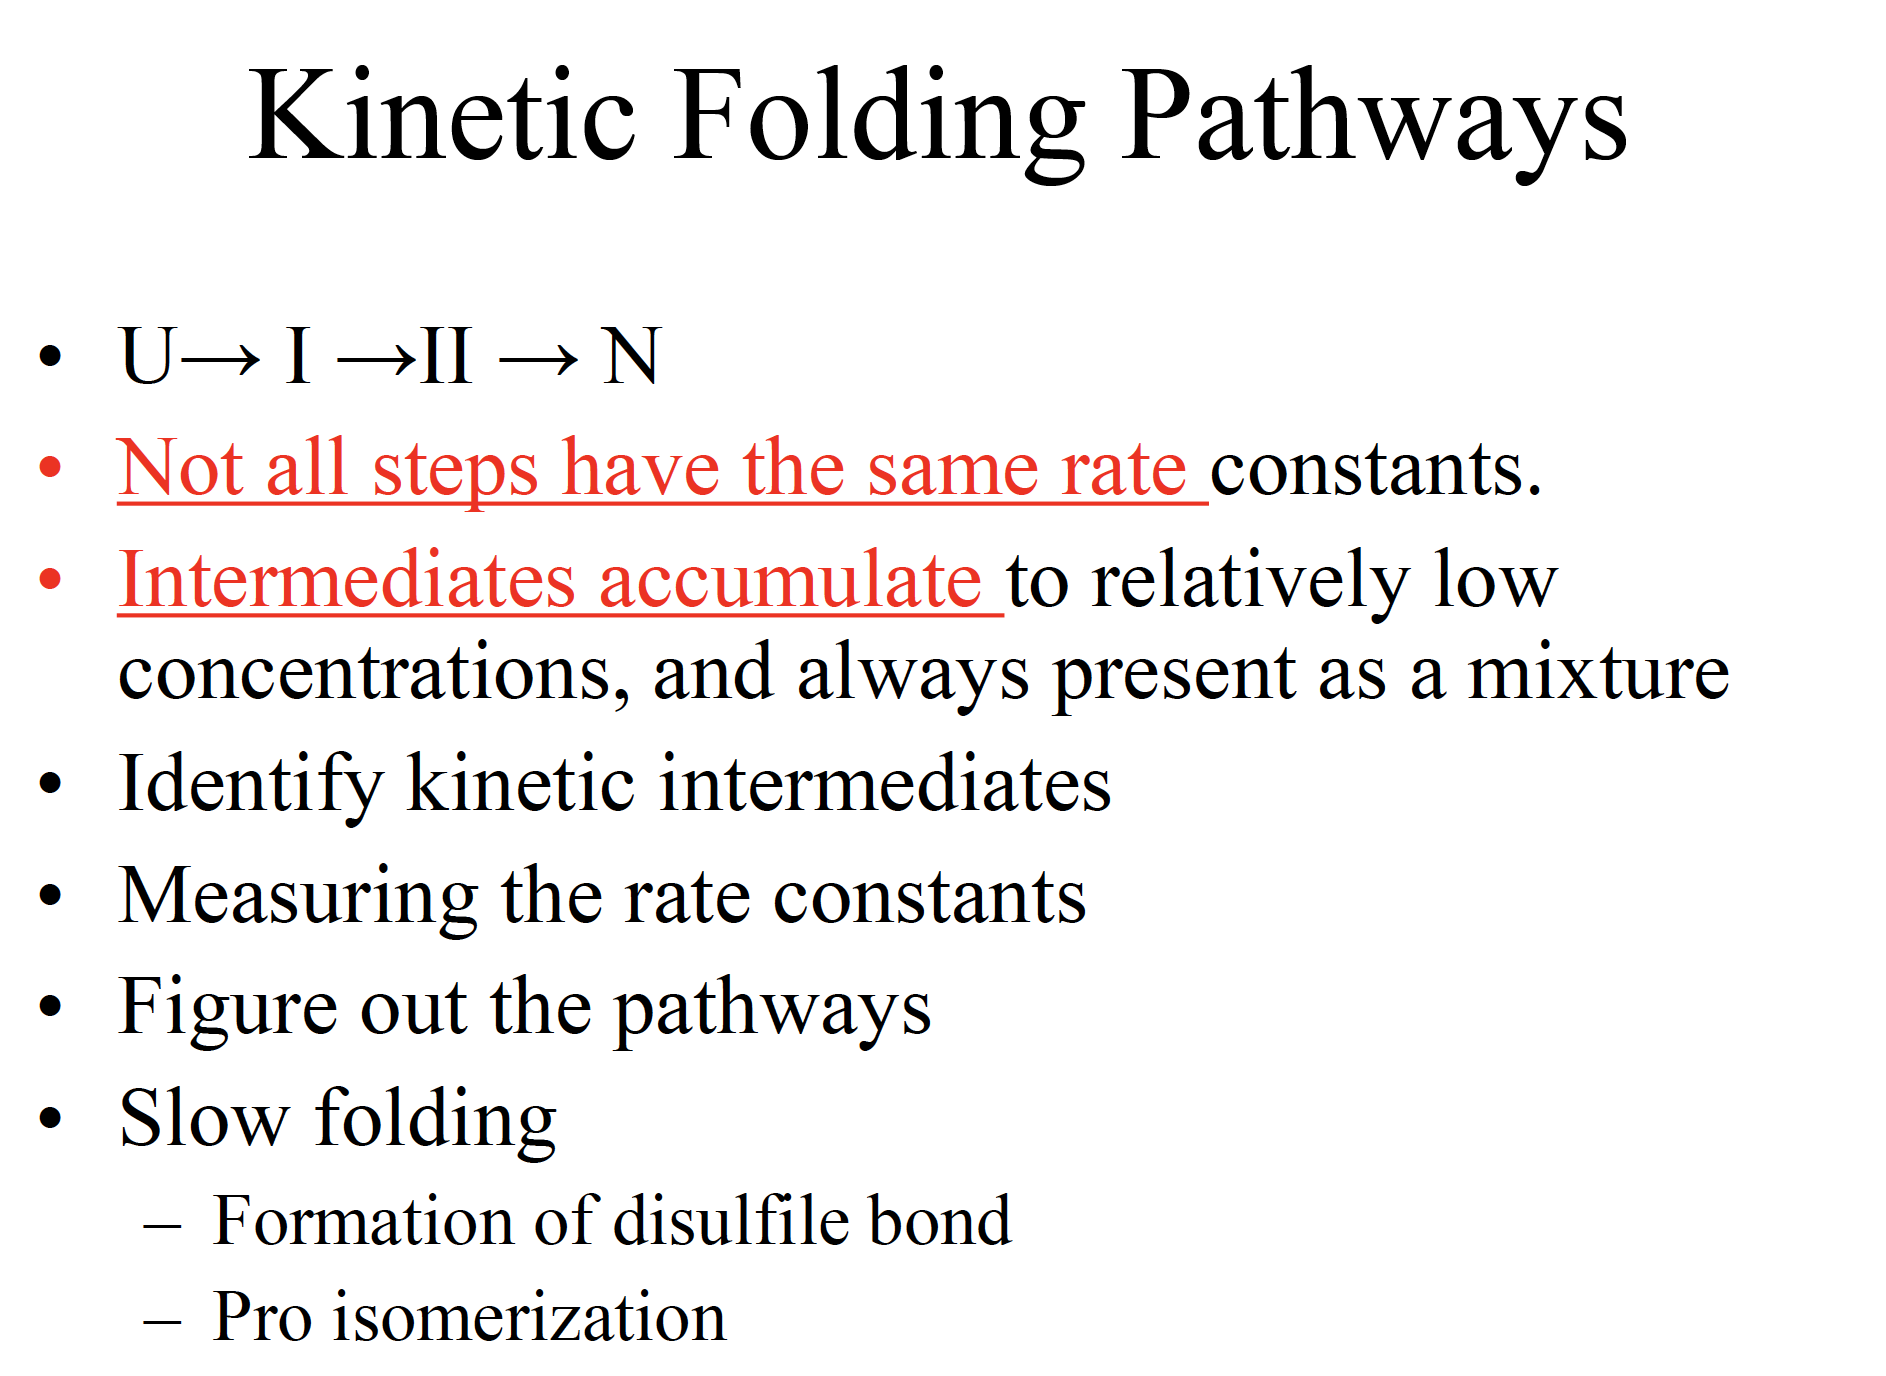 Kinetic Folding Pathways
• U→ I →II → N
• Not all steps have the same rate constants.
• Intermediates accumulate to relatively low
concentrations, and always present as a mixture
• Identify kinetic intermediates
• Measuring the rate constants
• Figure out the pathways
• Slow folding
– Formation of disulfile bond
– Pro isomerization